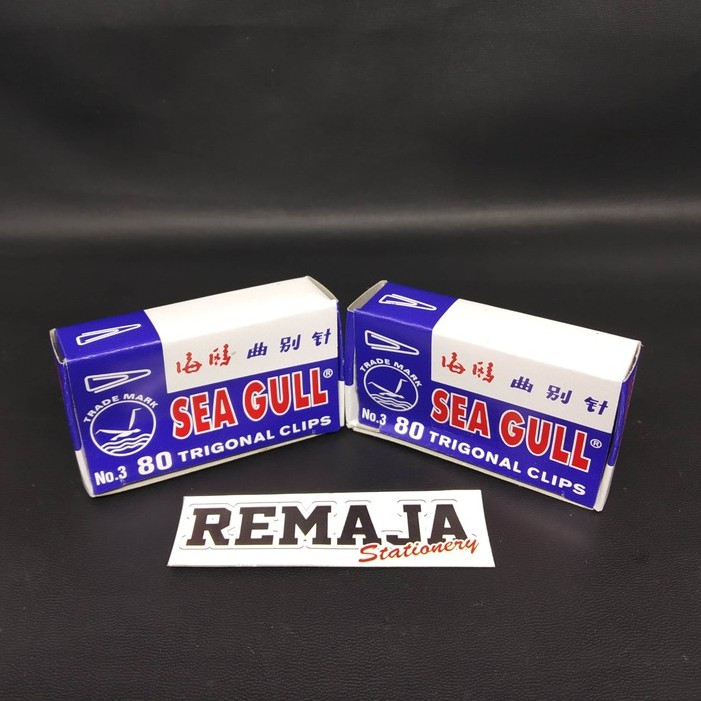 海鸥 曲别针
TRADE MARK
SEA GULL®
No.3 80 TRIGONAL CLIPS
海鸥 曲别针
TRADE MARK
SEA GULL®
No.3 80 TRIGONAL CLIPS
REMAJA
Stationery